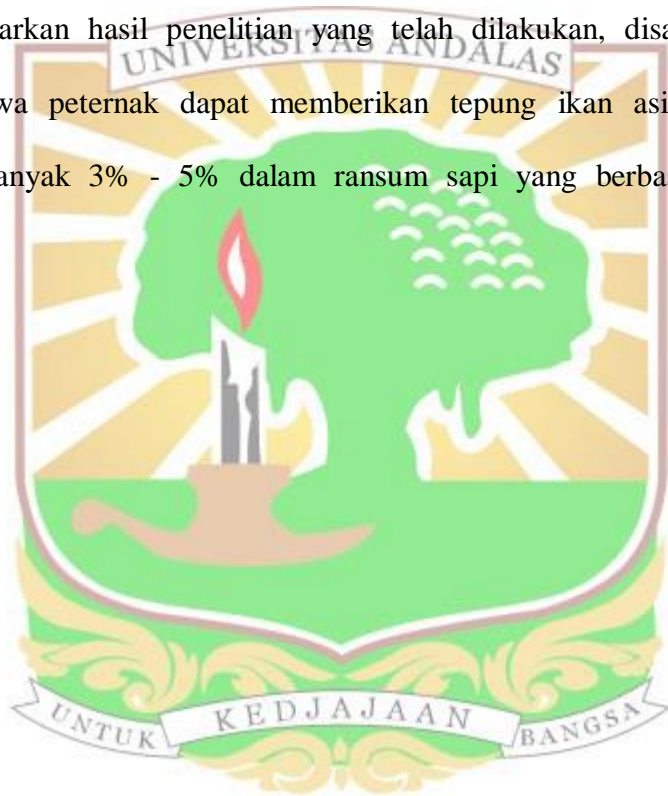 arkan hasil penelitian yang telah dilakukan, disa
UNIVERSITAS ANDALAS
wa peternak dapat memberikan tepung ikan asi
anyak 3% - 5% dalam ransum sapi yang berba
UNTUK KEDJAJAAN BANGSA